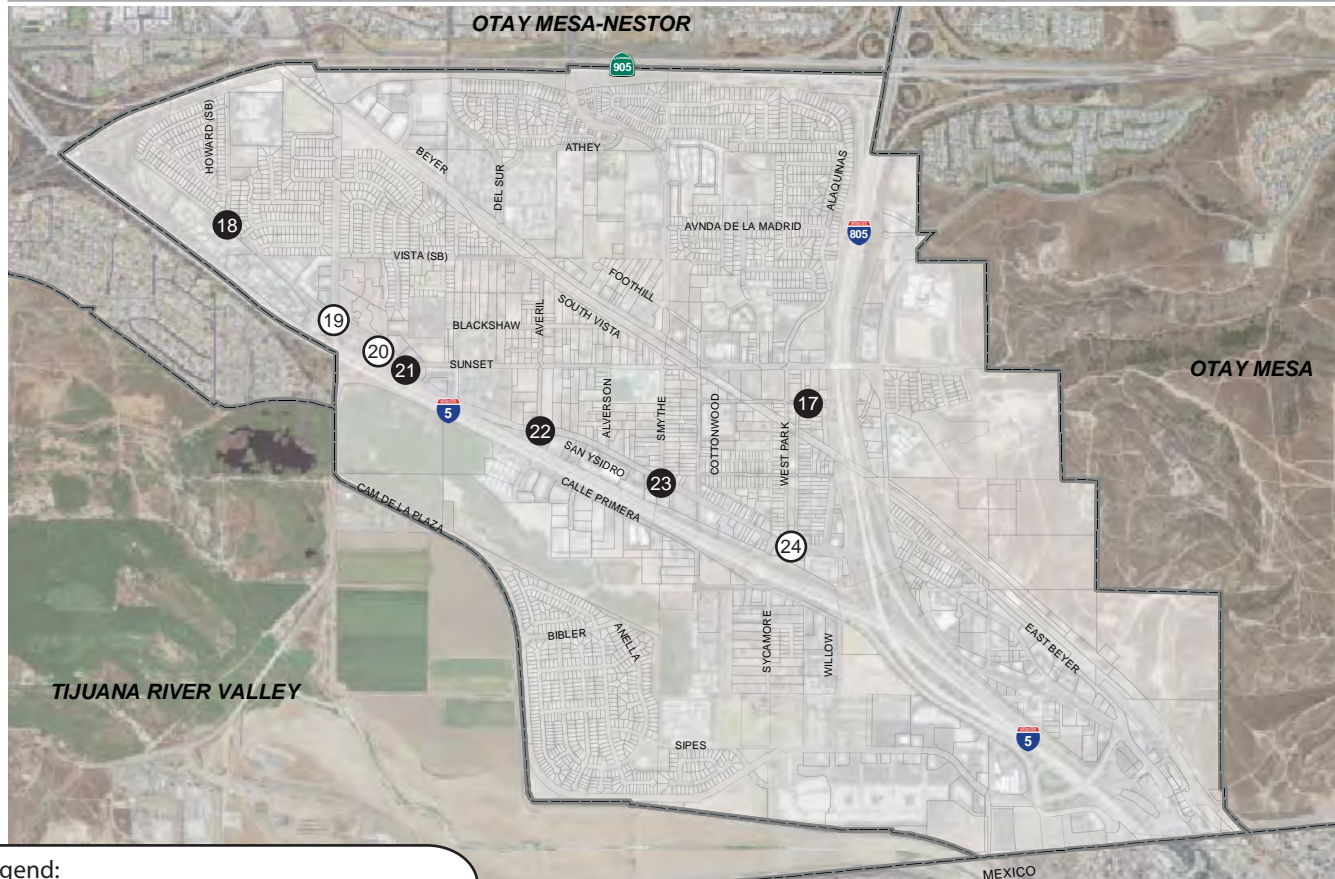 OTAY MESA-NESTOR
905
HOWARD (SB)
BEYER
DEL SUR
ATHEY
ALAQUINAS
18
AVNDA DE LA MADRID
805
VISTA (SB)
FOOTHILL
SOUTH VISTA
19
BLACKSHAW
AVERIL
20
21
SUNSET
OTAY MESA
5
ALVERSON
SMYTHE
COTTONWOOD
WEST PARK
17
22
SAN YSIDRO
23
CALLE PRIMERA
CAM DE LA PLAZA
24
BIBLER
ANELLA
SYCAMORE
WILLOW
EAST BEYER
TIJUANA RIVER VALLEY
SIPES
5
MEXICO
gend: